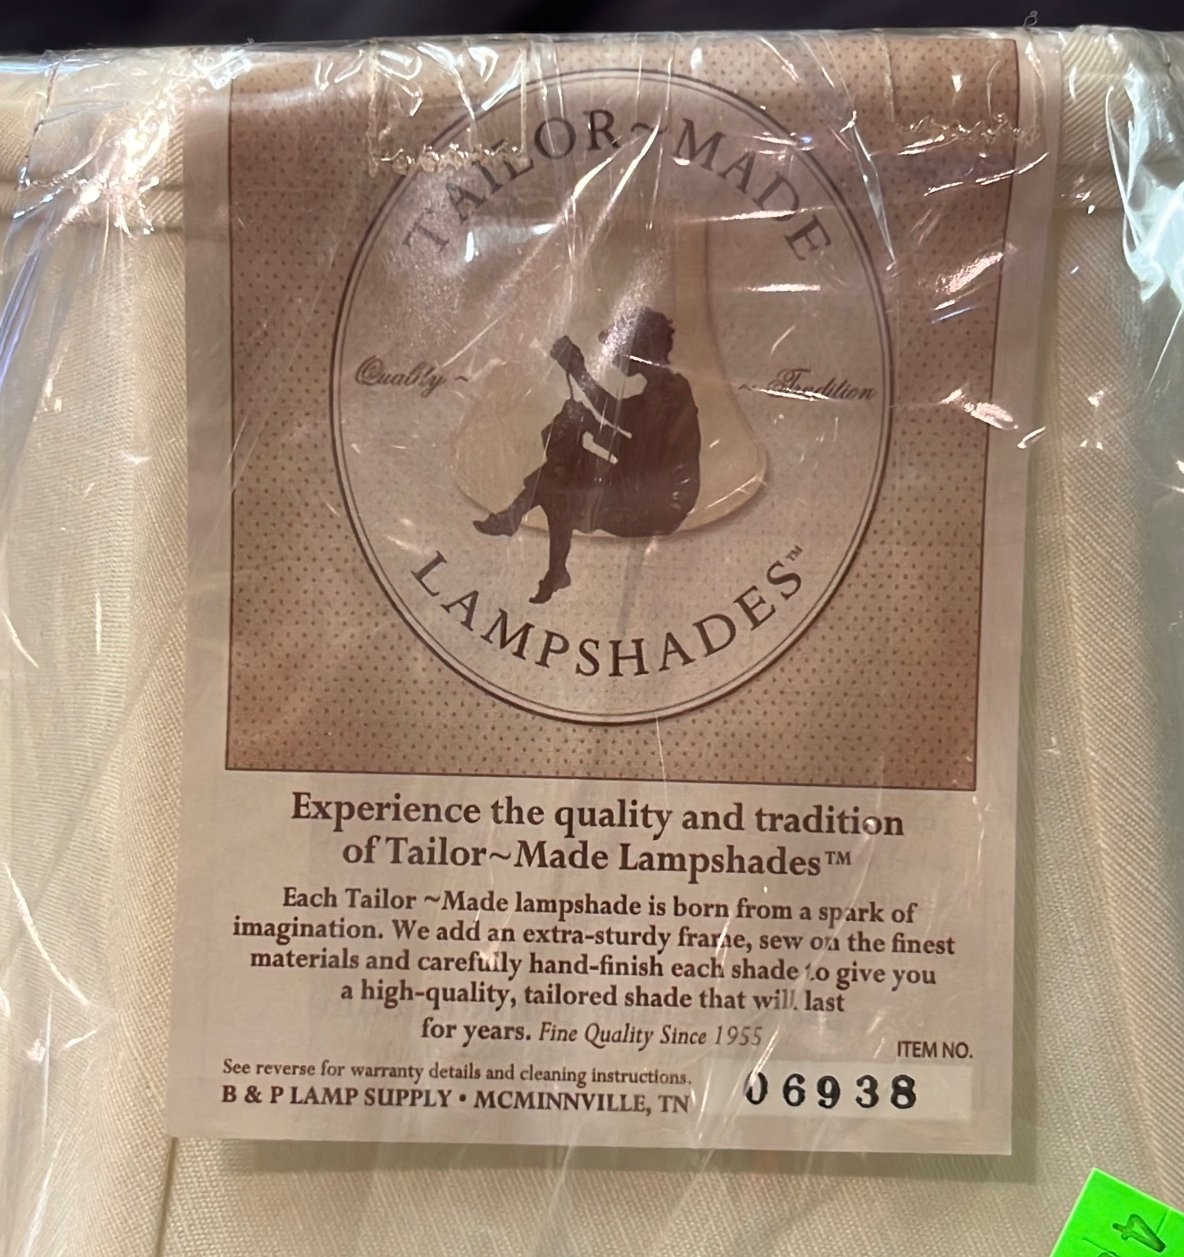 TAILOR~MADE
Quality ~
~ Tradition
LAMPSHADES™
Experience the quality and tradition
of Tailor~Made Lampshades™
Each Tailor ~Made lampshade is born from a spark of
imagination. We add an extra-sturdy frame, sew on the finest
materials and carefully hand-finish each shade to give you
a high-quality, tailored shade that will last
for years. Fine Quality Since 1955
ITEM NO.
See reverse for warranty details and cleaning instructions.
06938
B & P LAMP SUPPLY • MCMINNVILLE, TN
4